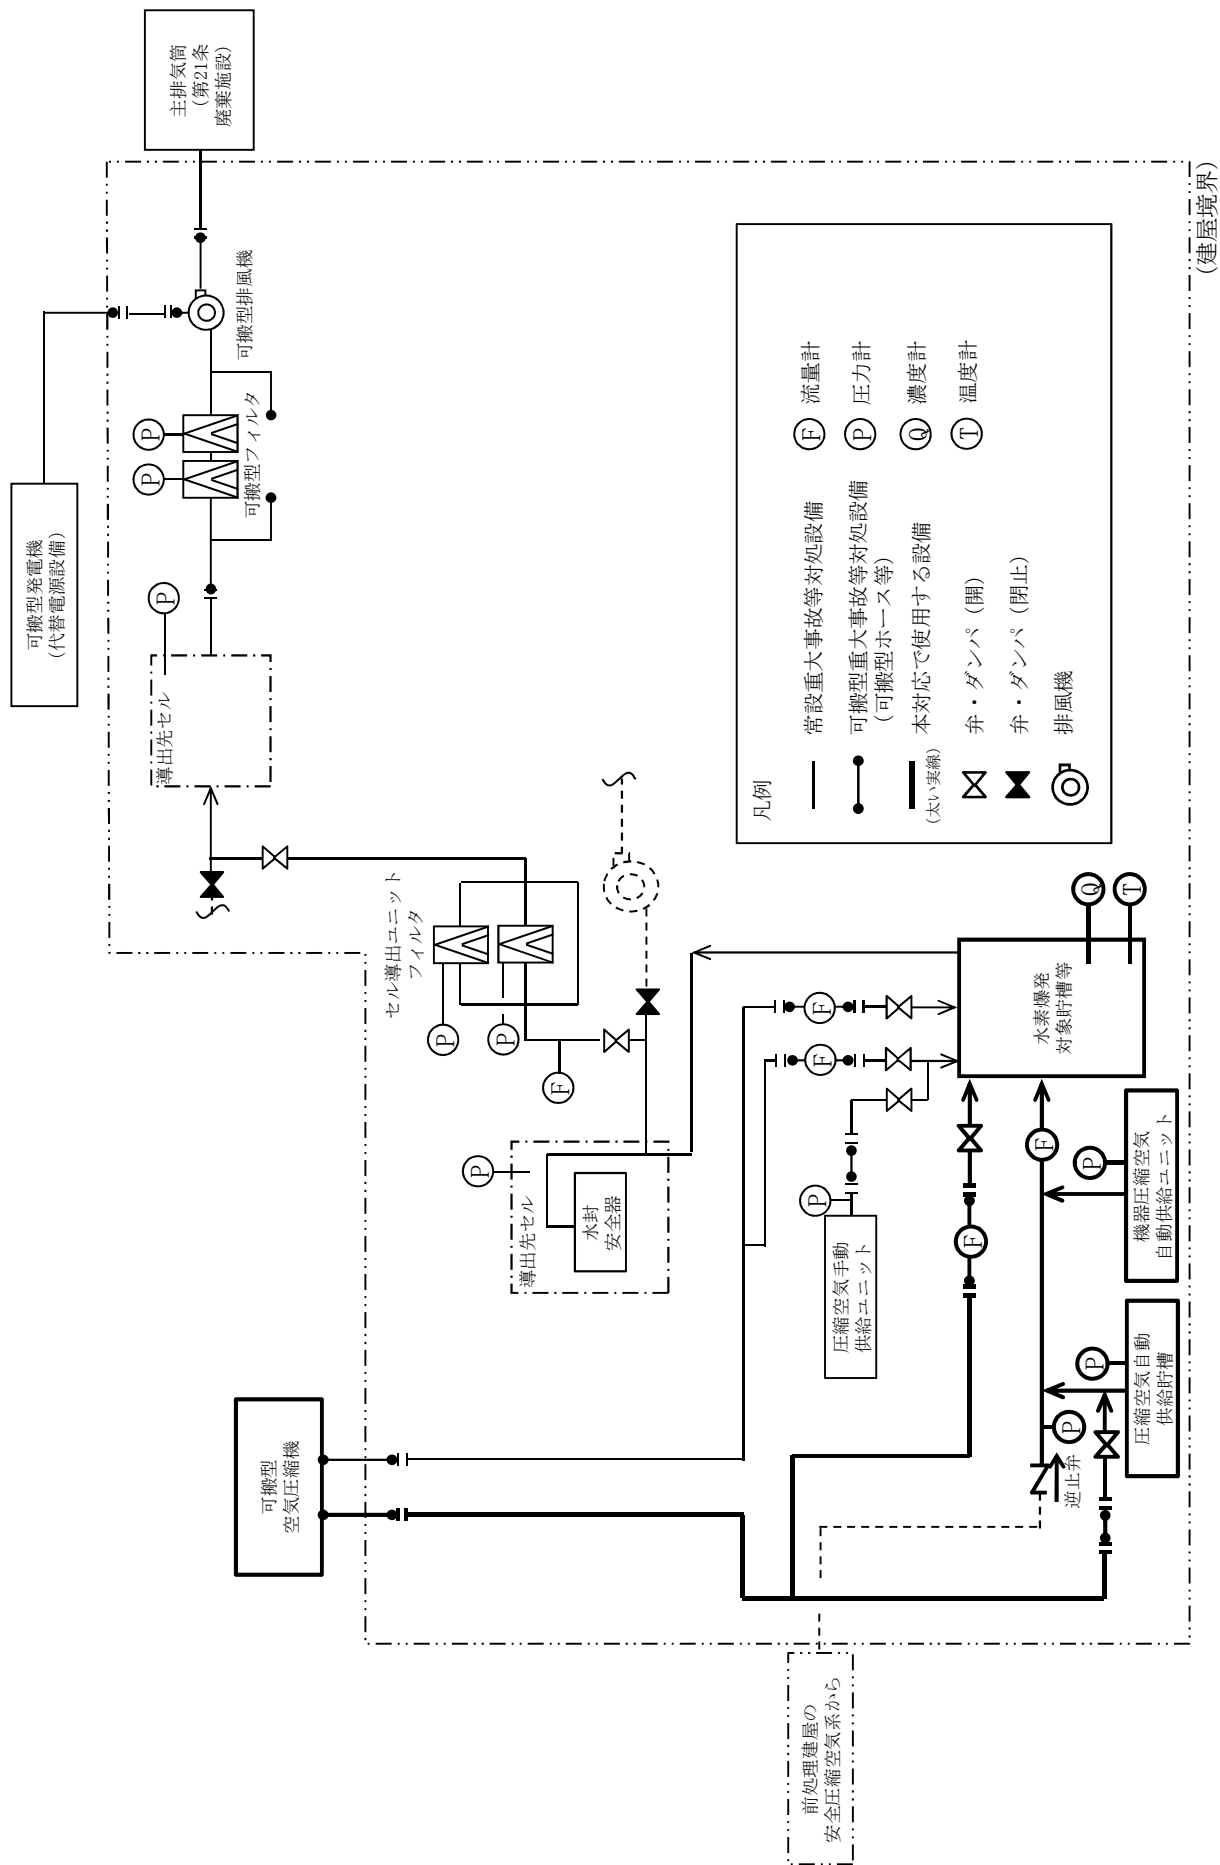 主排気筒
(第21条
廃棄施設)
可搬型発電機
(代替電源設備)
可搬型排風機
P
P
可搬型フィルタ
P
導出先セル
セル導出ユニット
フィルタ
P
P
F
P
導出先セル
水封
安全器
可搬型
空気圧縮機
F
F
P
圧縮空気手動
供給ユニット
F
水素爆発
対象貯槽等
Q
T
F
P
機器圧縮空気
自動供給ユニット
P
圧縮空気自動
供給貯槽
P
逆止弁
前処理建屋の
安全圧縮空気系から
(建屋境界)
凡例
常設重大事故等対処設備
可搬型重大事故等対処設備
(可搬型ホース等)
本対応で使用する設備
(太い実線)
弁・ダンパ(開)
弁・ダンパ(閉止)
排風機
F 流量計
P 圧力計
Q 濃度計
T 温度計